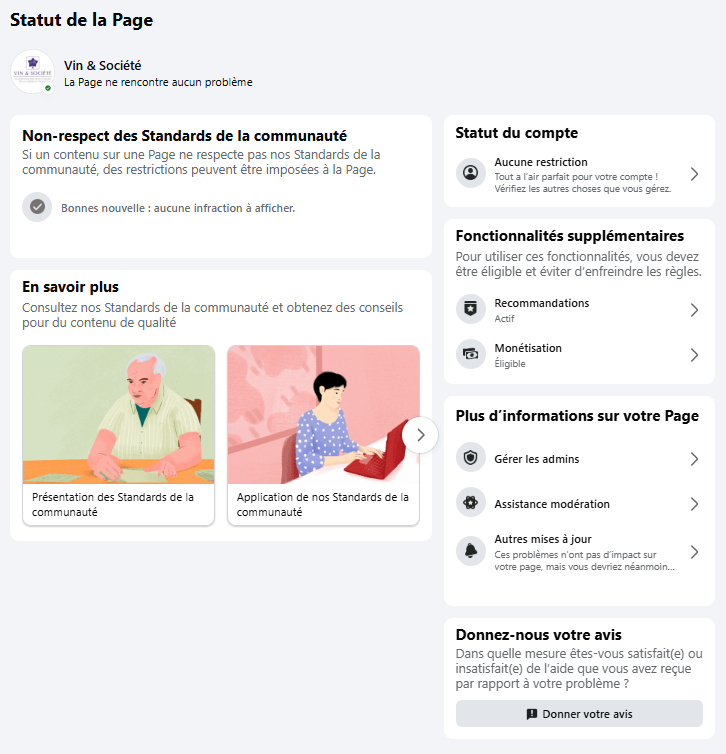 Statut de la Page
VIN & SOCIÉTÉ
Vin & Société
La Page ne rencontre aucun problème
Non-respect des Standards de la communauté
Si un contenu sur une Page ne respecte pas nos Standards de la
communauté, des restrictions peuvent être imposées à la Page.
Bonnes nouvelle : aucune infraction à afficher.
En savoir plus
Consultez nos Standards de la communauté et obtenez des conseils
pour du contenu de qualité
Présentation des Standards de la
communauté
Application de nos Standards de la
communauté
Statut du compte
Aucune restriction
Tout a l’air parfait pour votre compte !
Vérifiez les autres choses que vous gérez.
Fonctionnalités supplémentaires
Pour utiliser ces fonctionnalités, vous devez
être éligible et éviter d’enfreindre les règles.
Recommandations
Actif
Monétisation
Éligible
Plus d’informations sur votre Page
Gérer les admins
Assistance modération
Autres mises à jour
Ces problèmes n’ont pas d’impact sur
votre page, mais vous devriez néanmoin...
Donnez-nous votre avis
Dans quelle mesure êtes-vous satisfait(e) ou
insatisfait(e) de l’aide que vous avez reçue
par rapport à votre problème ?
Donner votre avis